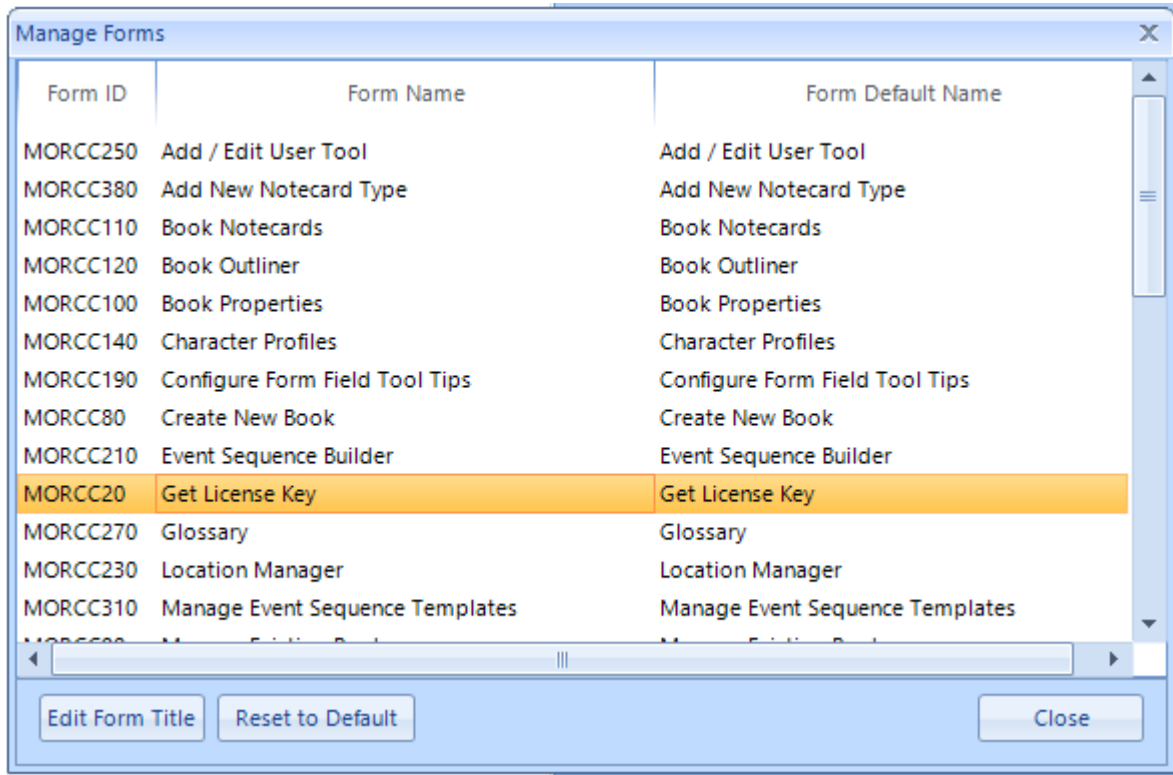 Manage Forms
Form ID Form Name Form Default Name
MORCC250 Add / Edit User Tool Add / Edit User Tool
MORCC380 Add New Notecard Type Add New Notecard Type
MORCC110 Book Notecards Book Notecards
MORCC120 Book Outliner Book Outliner
MORCC100 Book Properties Book Properties
MORCC140 Character Profiles Character Profiles
MORCC190 Configure Form Field Tool Tips Configure Form Field Tool Tips
MORCC80 Create New Book Create New Book
MORCC210 Event Sequence Builder Event Sequence Builder
MORCC20 Get License Key Get License Key
MORCC270 Glossary Glossary
MORCC230 Location Manager Location Manager
MORCC310 Manage Event Sequence Templates Manage Event Sequence Templates
Edit Form Title Reset to Default Close